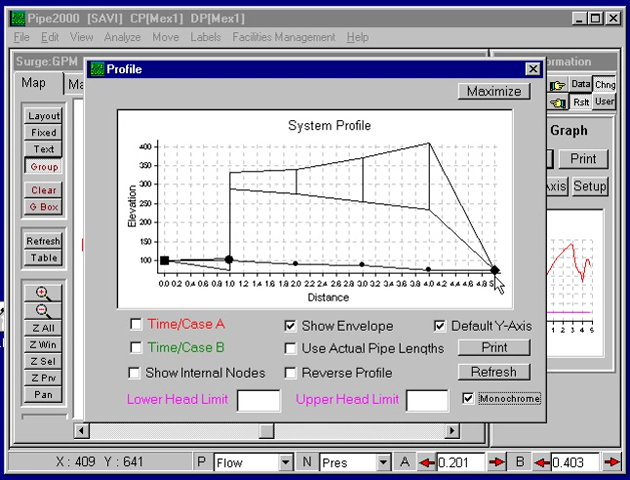 Pipe2000 [SAVI] CP[Mex1] DP[Mex1]
File Edit View Analyze Move Labels Facilities Management Help
Surge:GPM
Map
Layout
Fixed
Text
Group
Clear
G Box
Refresh
Table
Z All
Z Win
Z Sel
Z Prv
Pan
Profile
Maximize
System Profile
Elevation
400
350
300
250
200
150
100
0.0 0.2 0.4 0.6 0.8 1.0 1.2 1.4 1.6 1.8 2.0 2.2 2.4 2.6 2.8 3.0 3.2 3.4 3.6 3.8 4.0 4.2 4.4 4.6 4.8
Distance
Time/Case A
Show Envelope
Default Y-Axis
Time/Case B
Use Actual Pipe Lengths
Print
Show Internal Nodes
Reverse Profile
Refresh
Lower Head Limit
Upper Head Limit
Monochrome
Data
Chng
Rslt
User
Graph
Print
Setup
X : 409 Y : 641
P Flow
N Pres
A 0.201
B 0.403